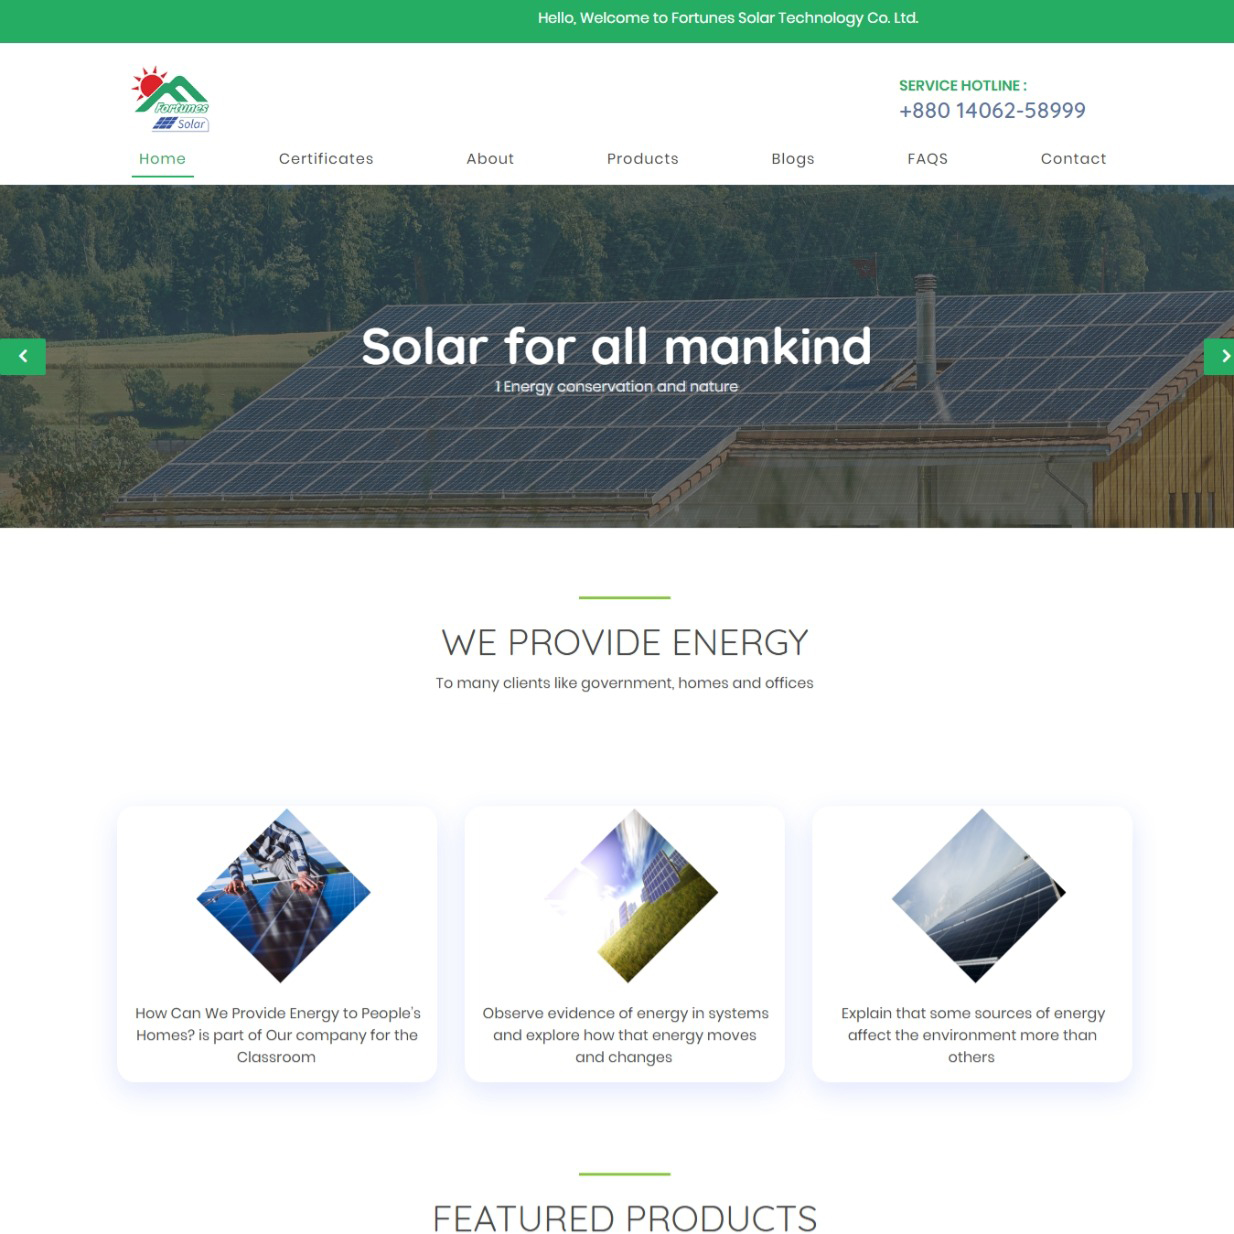 Hello, Welcome to Fortunes Solar Technology Co. Ltd.
Fortunes
Solar
SERVICE HOTLINE :
+880 14062-58999
Home Certificates About Products Blogs FAQS Contact
Solar for all mankind
1 Energy conservation and nature
WE PROVIDE ENERGY
To many clients like government, homes and offices
How Can We Provide Energy to People's
Homes? is part of Our company for the
Classroom
Observe evidence of energy in systems
and explore how that energy moves
and changes
Explain that some sources of energy
affect the environment more than
others
FEATURED PRODUCTS